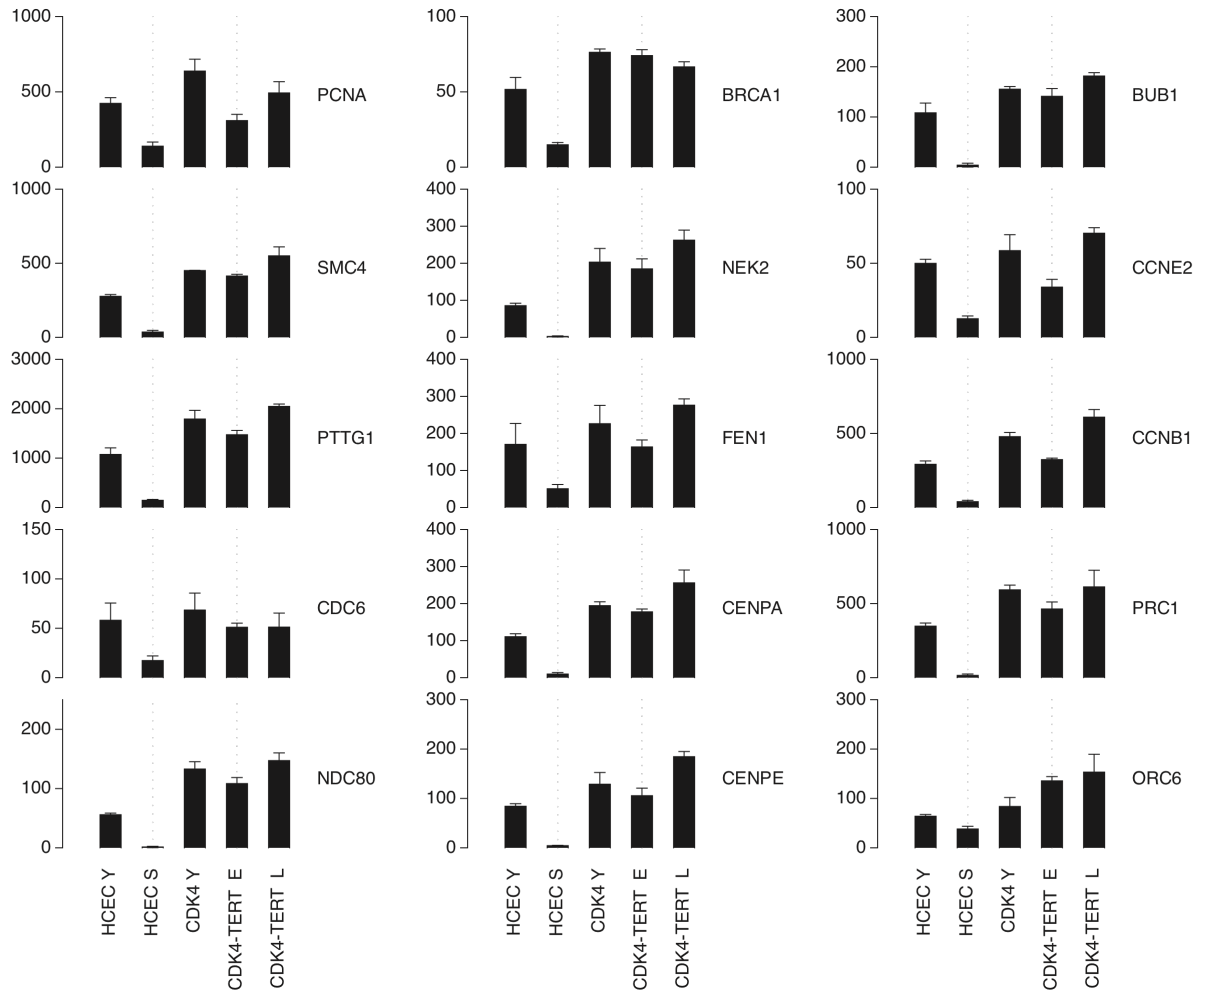 1000
500
0
PCNA
100
50
0
BRCA1
300
200
100
0
BUB1
1000
500
0
SMC4
400
300
200
100
0
NEK2
100
50
0
CCNE2
3000
2000
1000
0
PTTG1
400
300
200
100
0
FEN1
1000
500
0
CCNB1
150
100
50
0
CDC6
400
300
200
100
0
CENPA
1000
500
0
PRC1
200
100
0
NDC80
300
200
100
0
CENPE
300
200
100
0
ORC6
HCEC Y
HCEC S
CDK4 Y
CDK4-TERT E
CDK4-TERT L
HCEC Y
HCEC S
CDK4 Y
CDK4-TERT E
CDK4-TERT L
HCEC Y
HCEC S
CDK4 Y
CDK4-TERT E
CDK4-TERT L